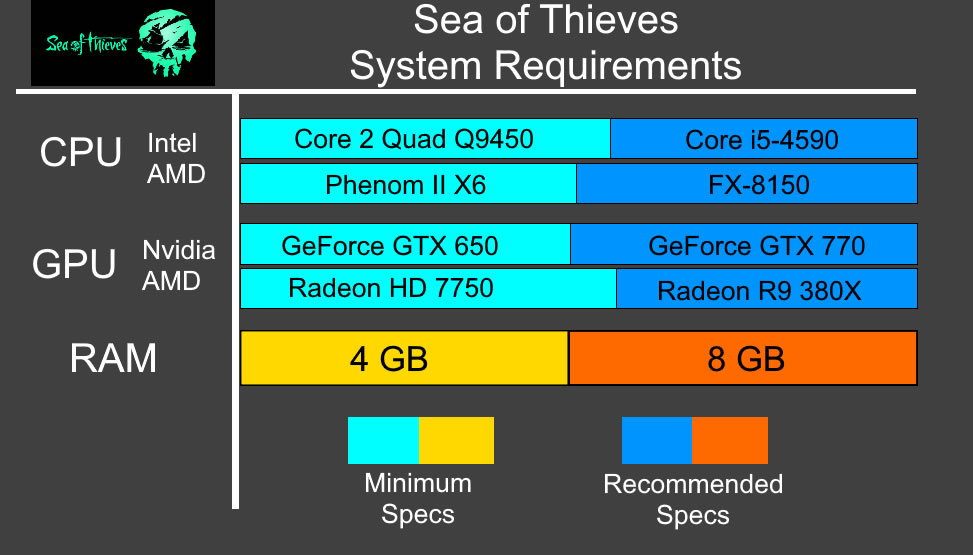 Sea of Thieves
Sea of Thieves
System Requirements
CPU
Intel
AMD
Core 2 Quad Q9450
Core i5-4590
Phenom II X6
FX-8150
GPU
Nvidia
AMD
GeForce GTX 650
GeForce GTX 770
Radeon HD 7750
Radeon R9 380X
RAM
4 GB
8 GB
Minimum
Specs
Recommended
Specs